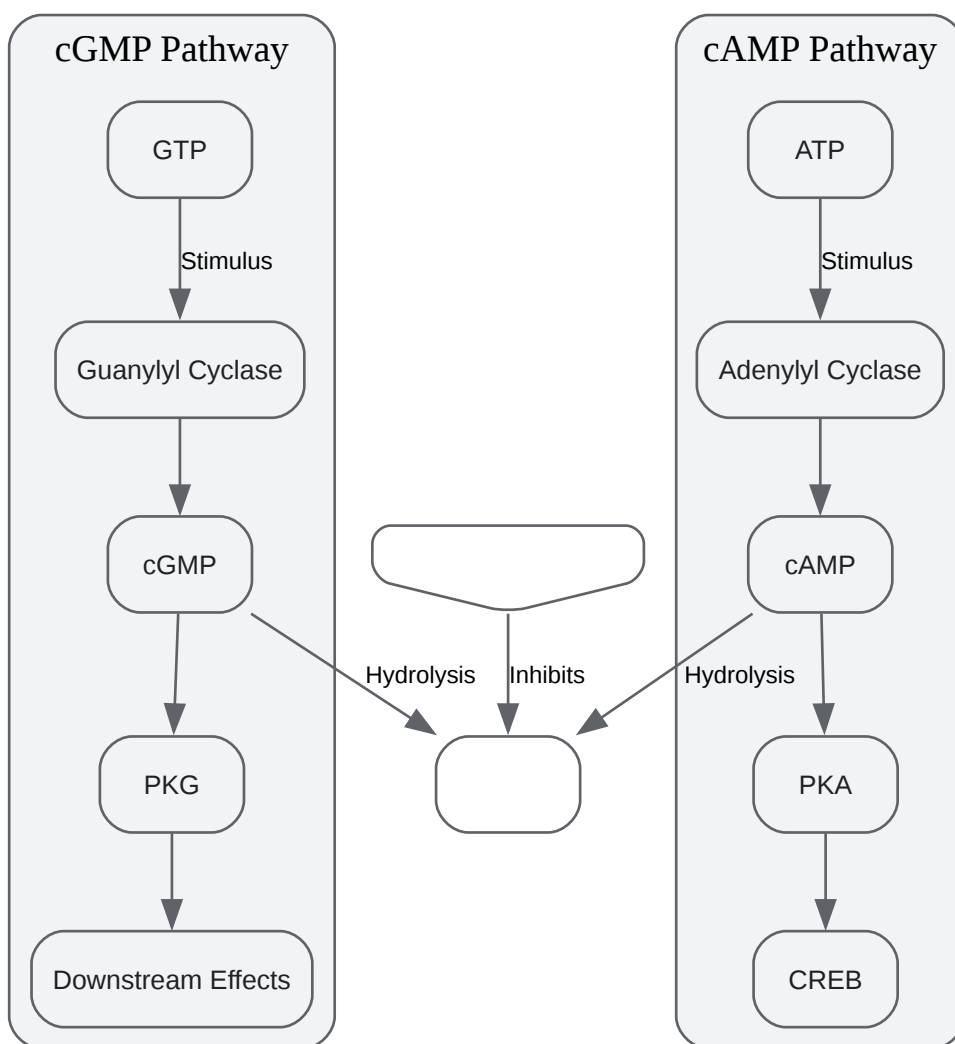 cGMP Pathway
GTP
Stimulus
Guanylyl Cyclase
cGMP
Hydrolysis
PKG
Downstream Effects
Inhibits
cAMP Pathway
ATP
Stimulus
Adenylyl Cyclase
cAMP
Hydrolysis
PKA
CREB